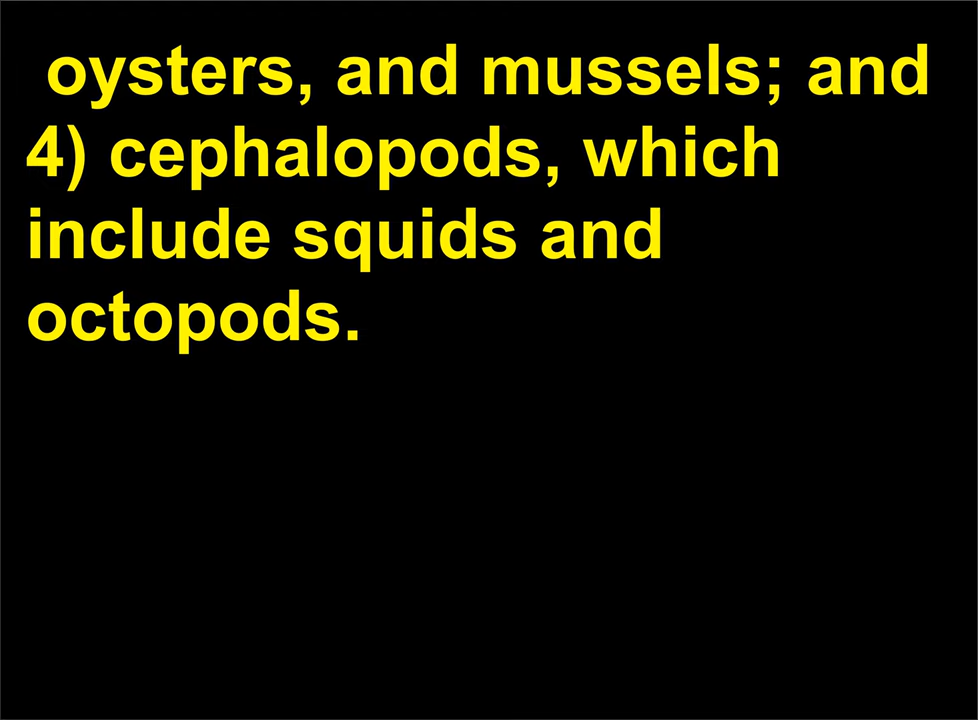 oysters, and mussels; and
4) cephalopods, which
include squids and
octopods.